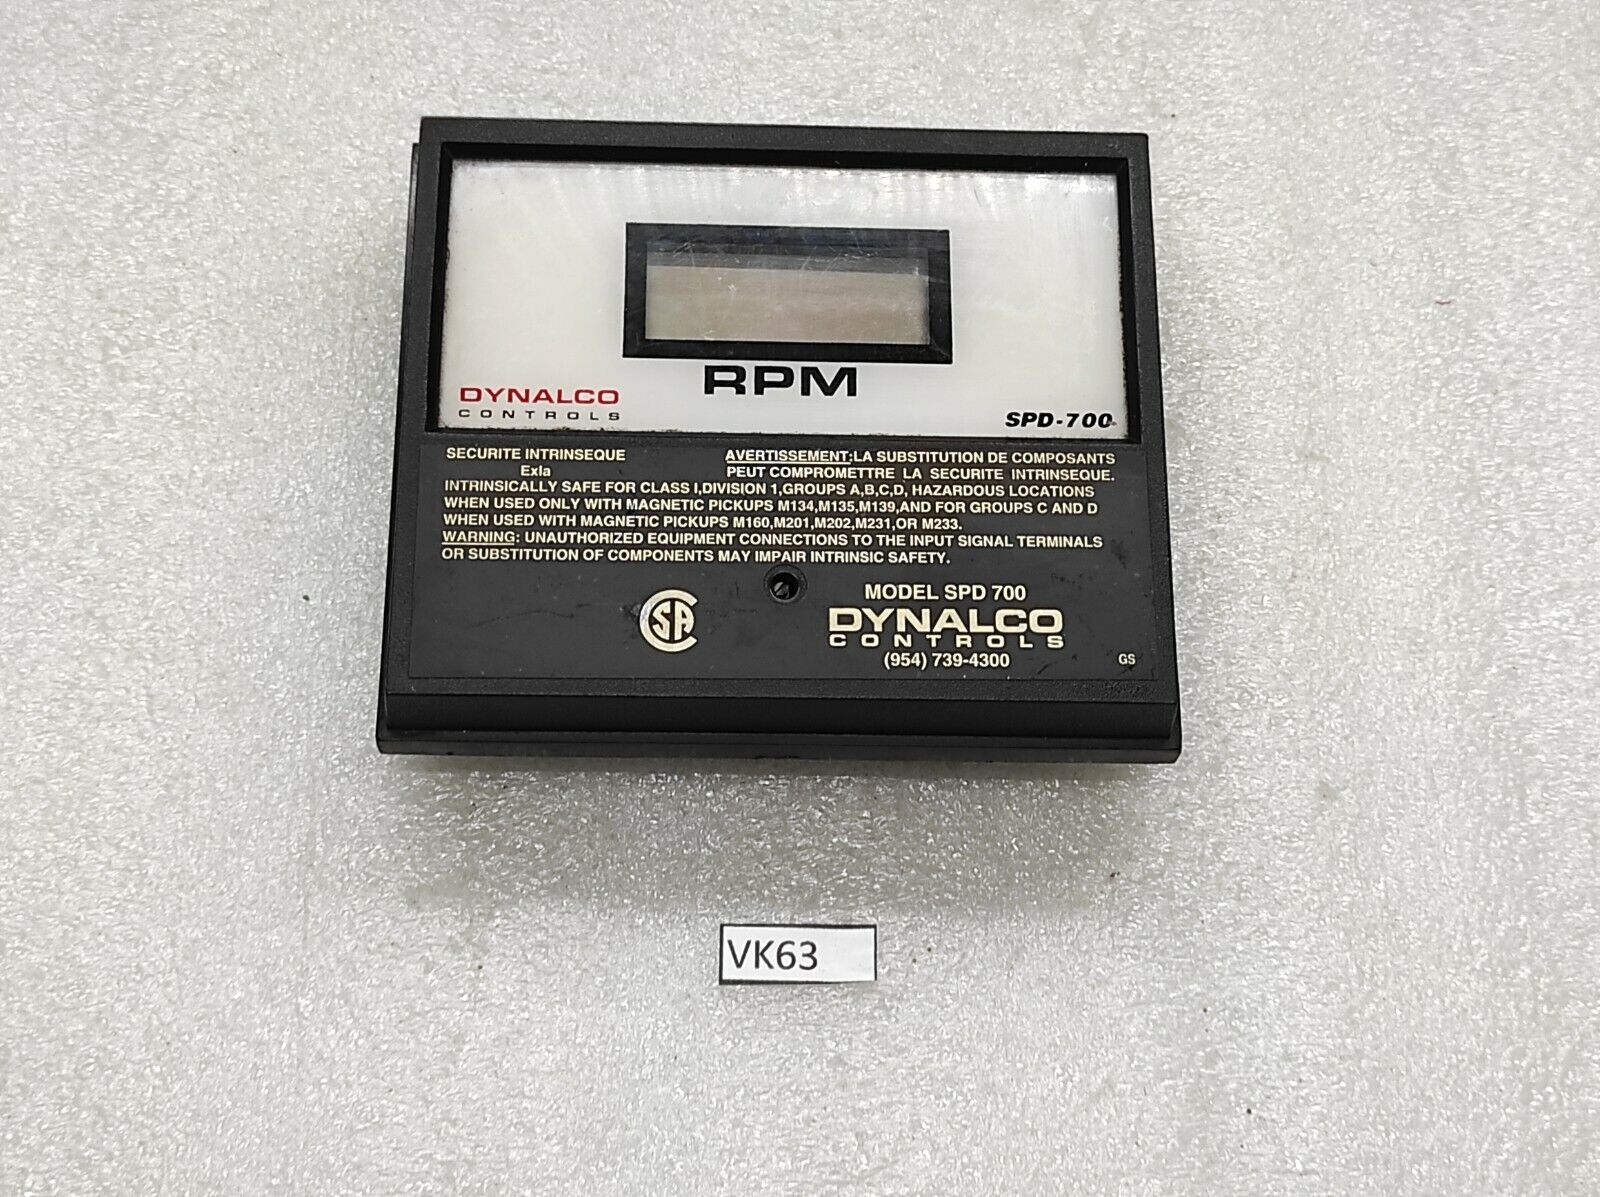 RPM
DYNALCO
CONTROLS
SPD-700
SECURITE INTRINSEQUE
Exia
AVERTISSEMENT:LA SUBSTITUTION DE COMPOSANTS
PEUT COMPROMETTRE LA SECURITE INTRINSEQUE.
INTRINSICALLY SAFE FOR CLASS I,DIVISION 1,GROUPS A,B,C,D, HAZARDOUS LOCATIONS
WHEN USED ONLY WITH MAGNETIC PICKUPS M134,M135,M139,AND FOR GROUPS C AND D
WHEN USED WITH MAGNETIC PICKUPS M160,M201,M202,M231,OR M233.
WARNING: UNAUTHORIZED EQUIPMENT CONNECTIONS TO THE INPUT SIGNAL TERMINALS
OR SUBSTITUTION OF COMPONENTS MAY IMPAIR INTRINSIC SAFETY.
CSA
MODEL SPD 700
DYNALCO
CONTROLS
(954) 739-4300
GS
VK63